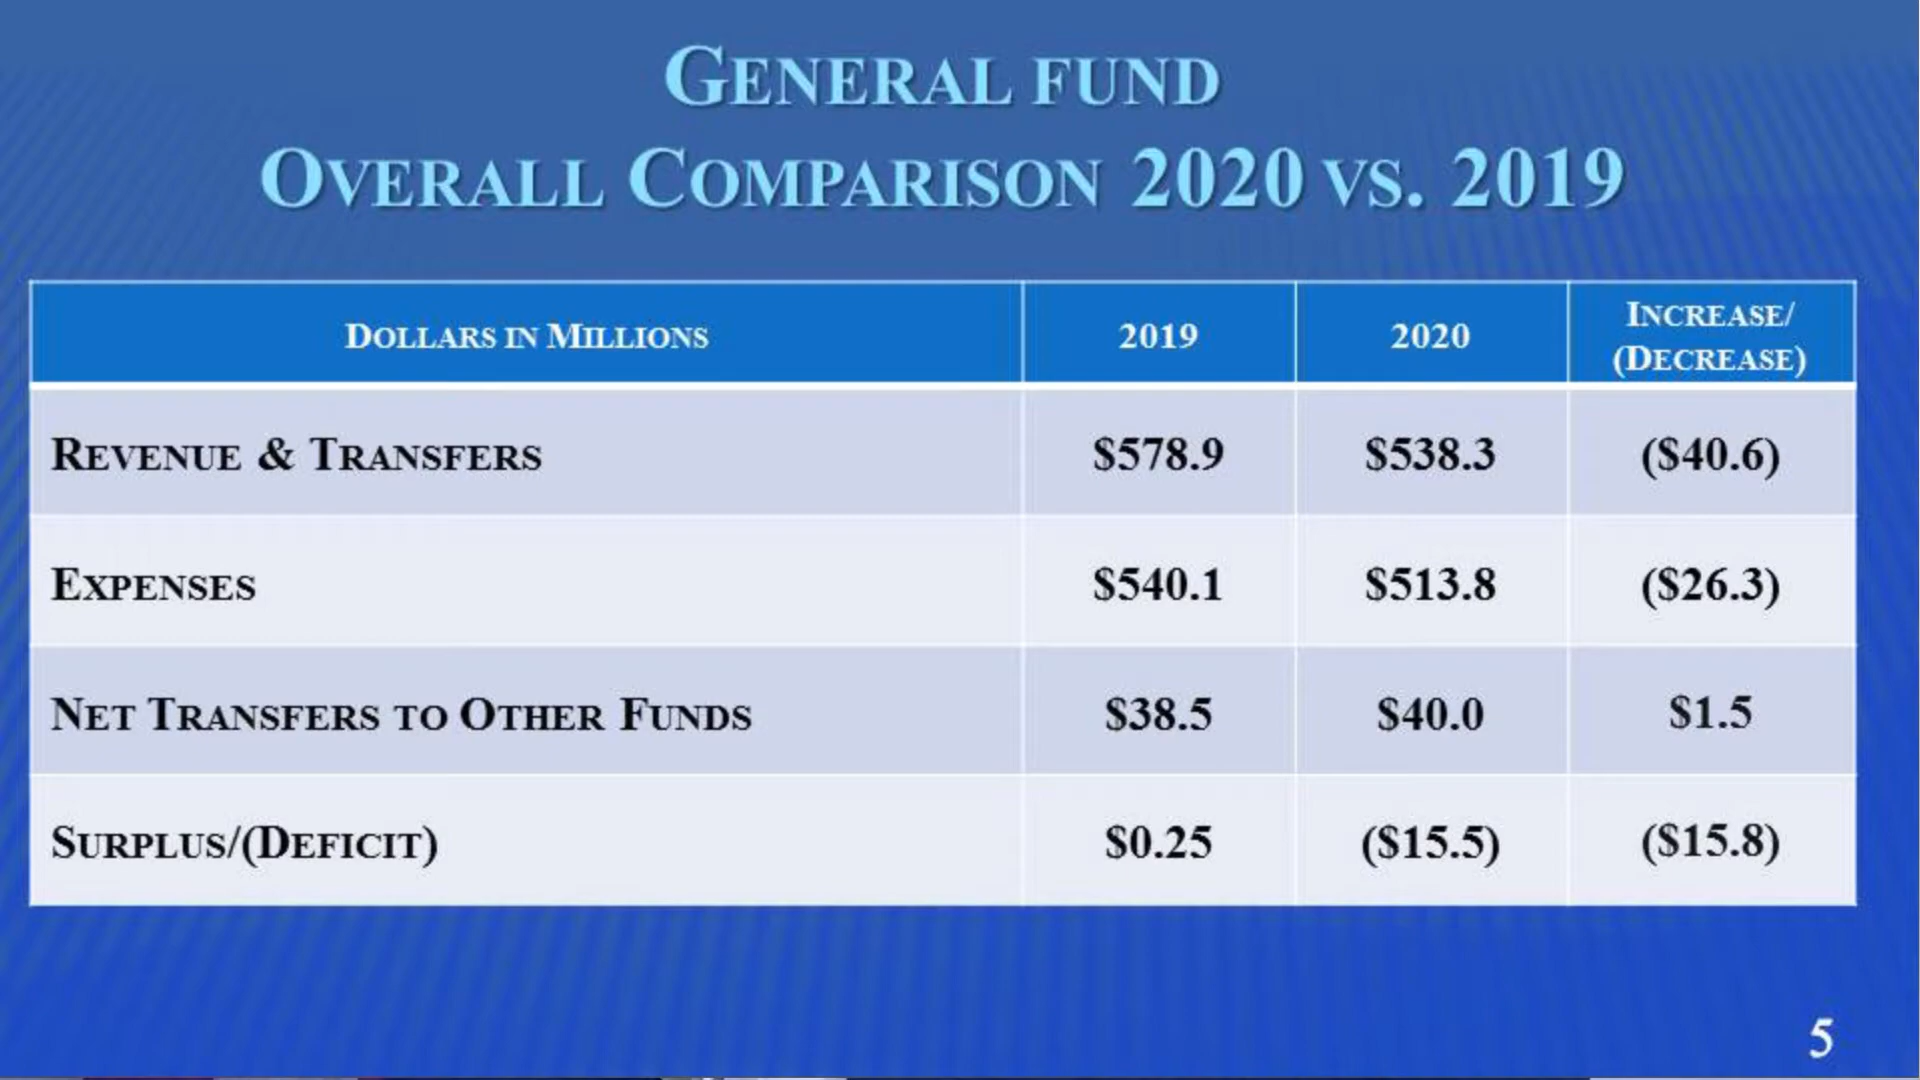 GENERAL FUND
OVERALL COMPARISON 2020 VS. 2019
DOLLARS IN MILLIONS 2019 2020 INCREASE/ (DECREASE)
REVENUE & TRANSFERS $578.9 $538.3 ($40.6)
EXPENSES $540.1 $513.8 ($26.3)
NET TRANSFERS TO OTHER FUNDS $38.5 $40.0 $1.5
SURPLUS/(DEFICIT) $0.25 ($15.5) ($15.8)
5